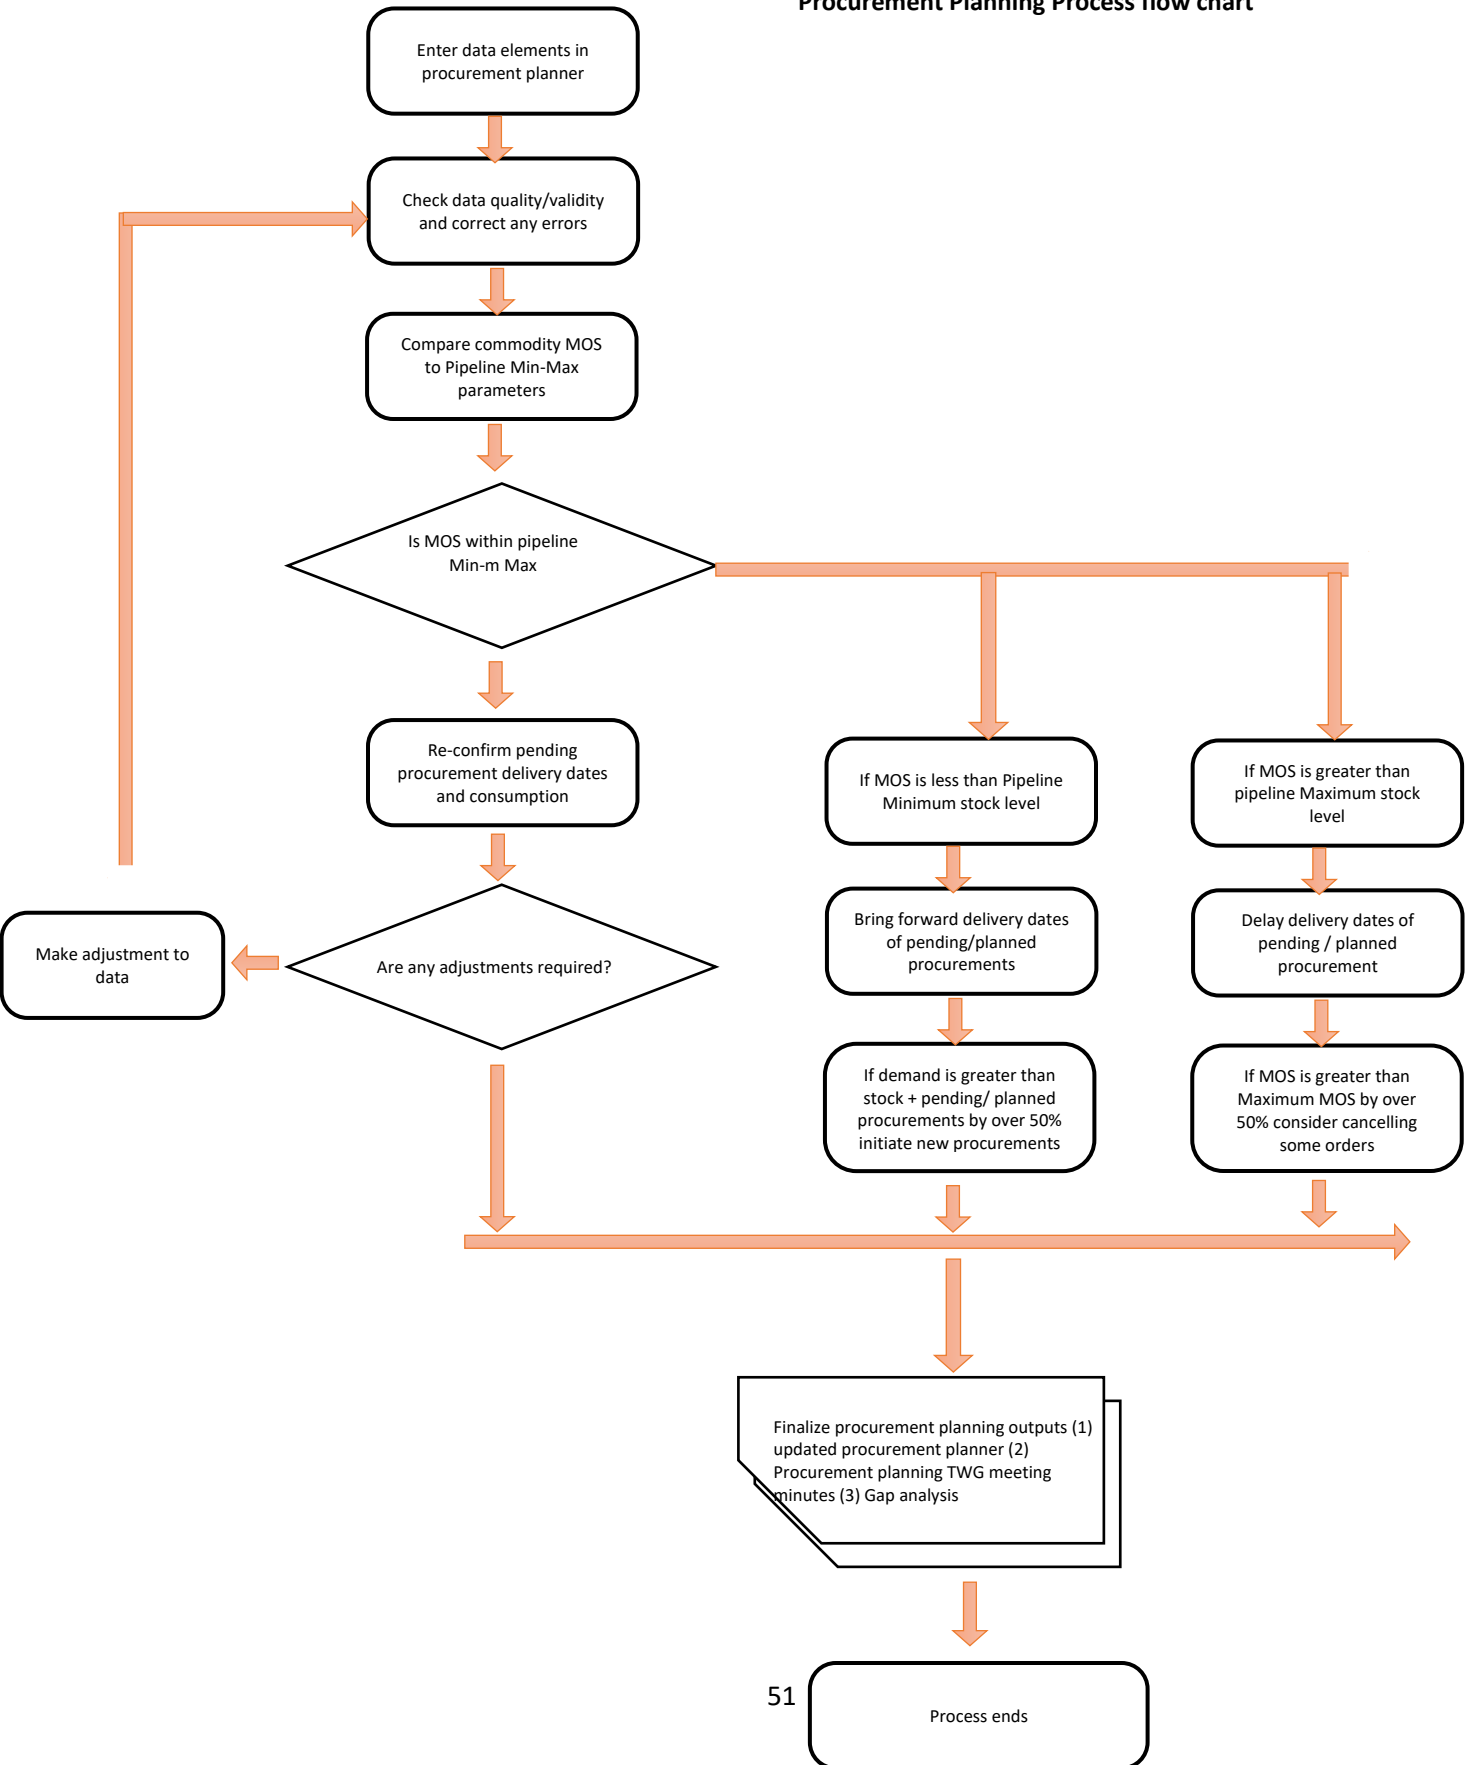 Procurement Planning Process flow chart
Enter data elements in
procurement planner
Check data quality/validity
and correct any errors
Compare commodity MOS
to Pipeline Min-Max
parameters
Is MOS within pipeline
Min-m Max
Re-confirm pending
procurement delivery dates
and consumption
If MOS is less than Pipeline
Minimum stock level
If MOS is greater than
pipeline Maximum stock
level
Make adjustment to
data
Are any adjustments required?
Bring forward delivery dates
of pending/planned
procurements
Delay delivery dates of
pending / planned
procurement
If demand is greater than
stock + pending/ planned
procurements by over 50%
initiate new procurements
If MOS is greater than
Maximum MOS by over
50% consider cancelling
some orders
Finalize procurement planning outputs (1)
updated procurement planner (2)
Procurement planning TWG meeting
minutes (3) Gap analysis
51
Process ends